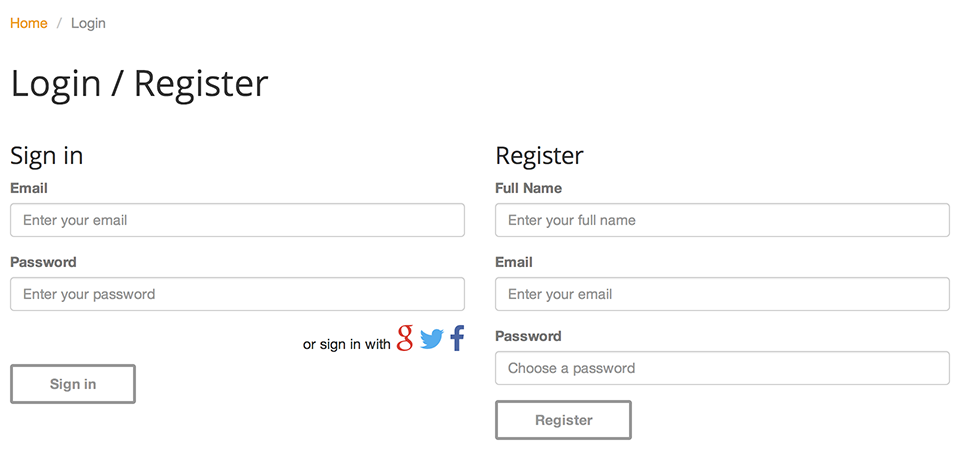 Home / Login
Login / Register
Sign in
Email
Enter your email
Password
Enter your password
or sign in with
Sign in
Register
Full Name
Enter your full name
Email
Enter your email
Password
Choose a password
Register